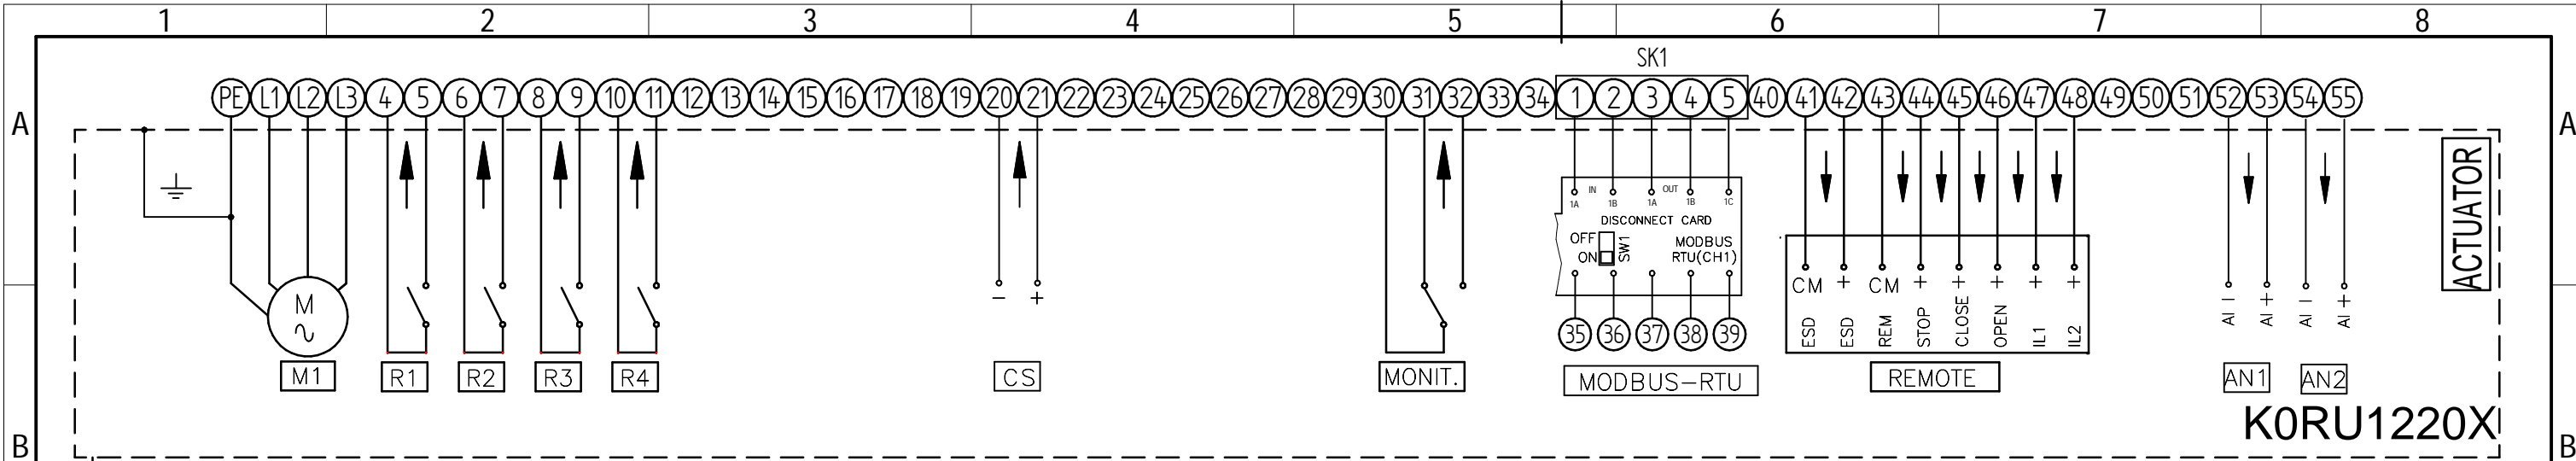 1 2 3 4 5 6 7 8
SK1
PE L1 L2 L3 4 5 6 7 8 9 10 11 12 13 14 15 16 17 18 19 20 21 22 23 24 25 26 27 28 29 30 31 32 33 34 1 2 3 4 5 40 41 42 43 44 45 46 47 48 49 50 51 52 53 54 55
A A
ACTUATOR
IN OUT
1A 1B 1A 1B 1C
DISCONNECT CARD
OFF
ON
SW1
MODBUS
RTU(CH1)
CM + CM + + + + +
ESD ESD REM STOP CLOSE OPEN IL1 IL2
- +
AI - AI + AI - AI +
M
35 36 37 38 39
M1 R1 R2 R3 R4 CS MONIT. MODBUS-RTU REMOTE AN1 AN2
K0RU1220X
B B